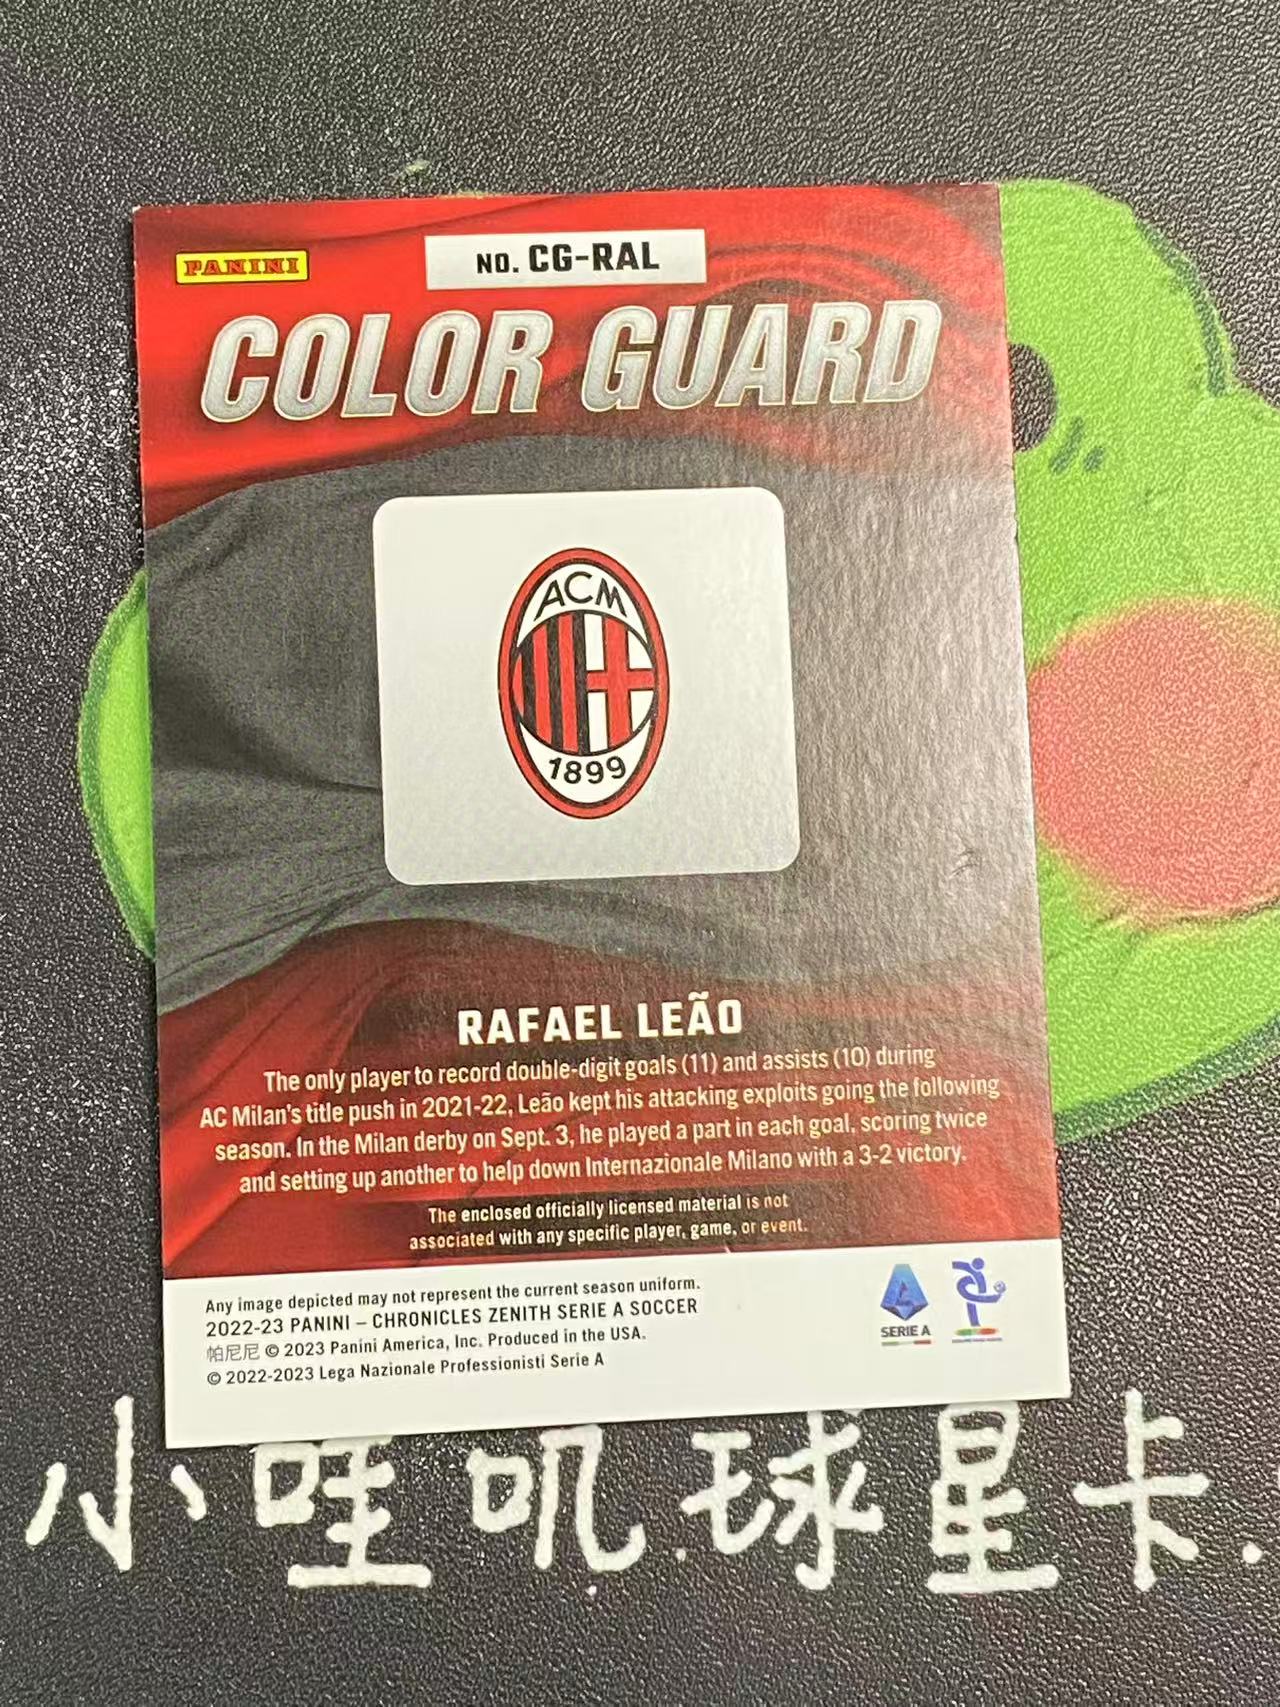 PANINI
NO. CG-RAL
COLOR GUARD
ACM
1899
RAFAEL LEÃO
The only player to record double-digit goals (11) and assists (10) during
AC Milan's title push in 2021-22, Leão kept his attacking exploits going the following
season. In the Milan derby on Sept. 3, he played a part in each goal, scoring twice
and setting up another to help down Internazionale Milano with a 3-2 victory.
The enclosed officially licensed material is not
associated with any specific player, game, or event.
Any image depicted may not represent the current season uniform.
2022-23 PANINI – CHRONICLES ZENITH SERIE A SOCCER
帕尼尼 © 2023 Panini America, Inc. Produced in the USA.
© 2022-2023 Lega Nazionale Professionisti Serie A
SERIE A
小哇叽.球星卡.